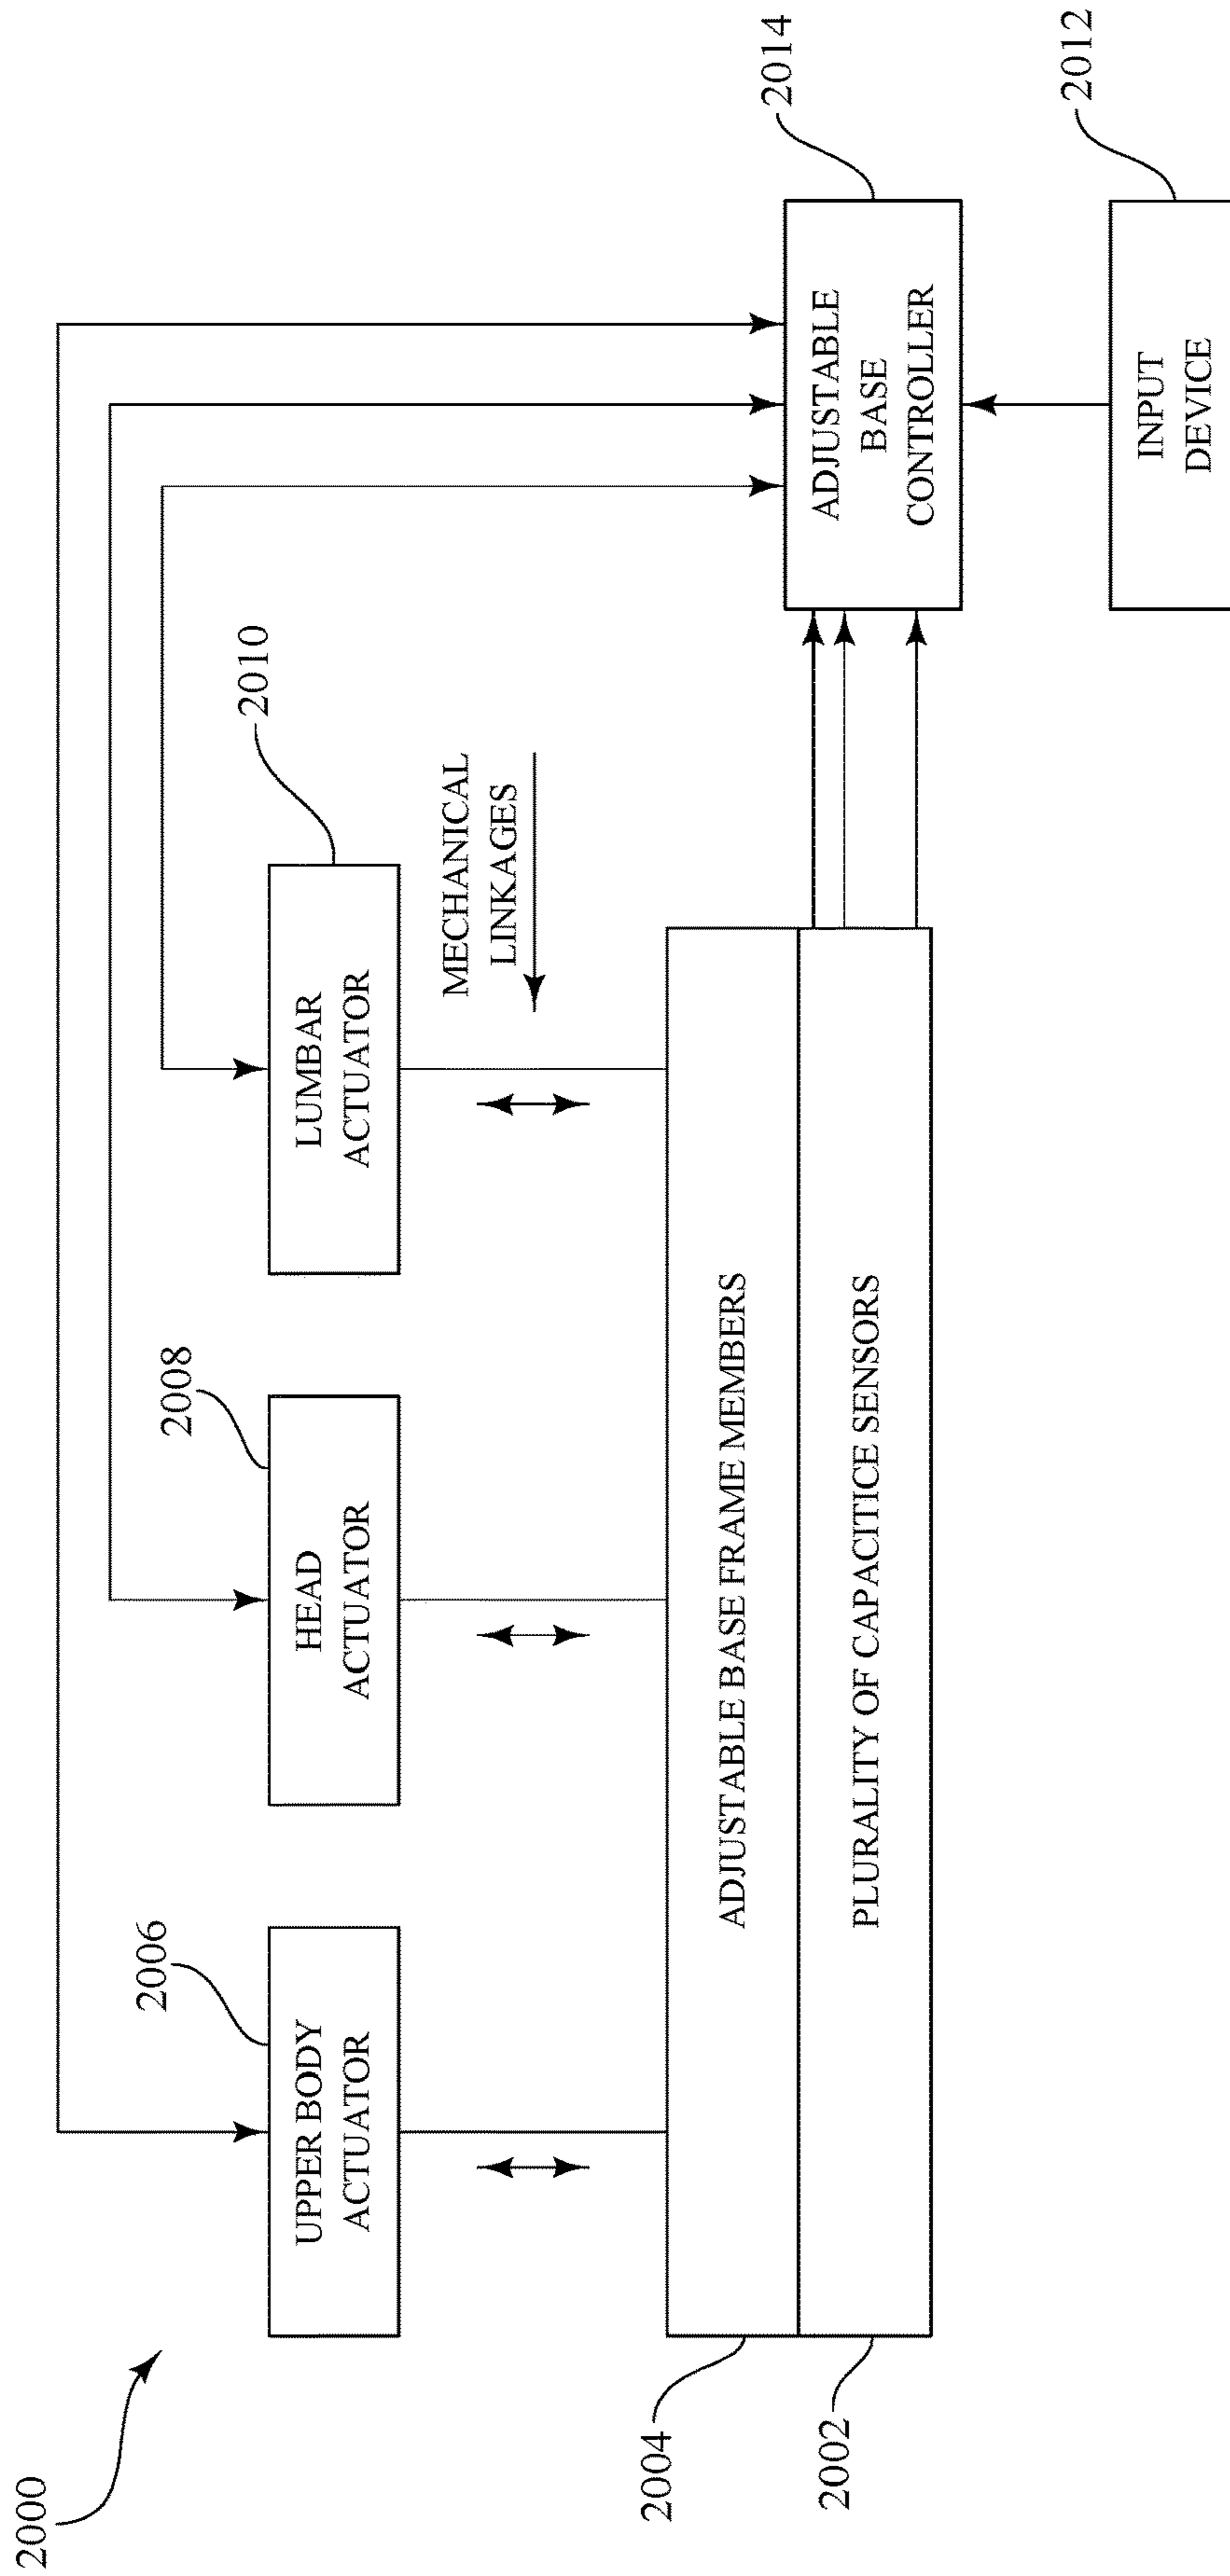 2000
2006
UPPER BODY
ACTUATOR
2008
HEAD
ACTUATOR
2010
LUMBAR
ACTUATOR
MECHANICAL
LINKAGES
2004
ADJUSTABLE BASE FRAME MEMBERS
2002
PLURALITY OF CAPACITICE SENSORS
2014
ADJUSTABLE
BASE
CONTROLLER
2012
INPUT
DEVICE